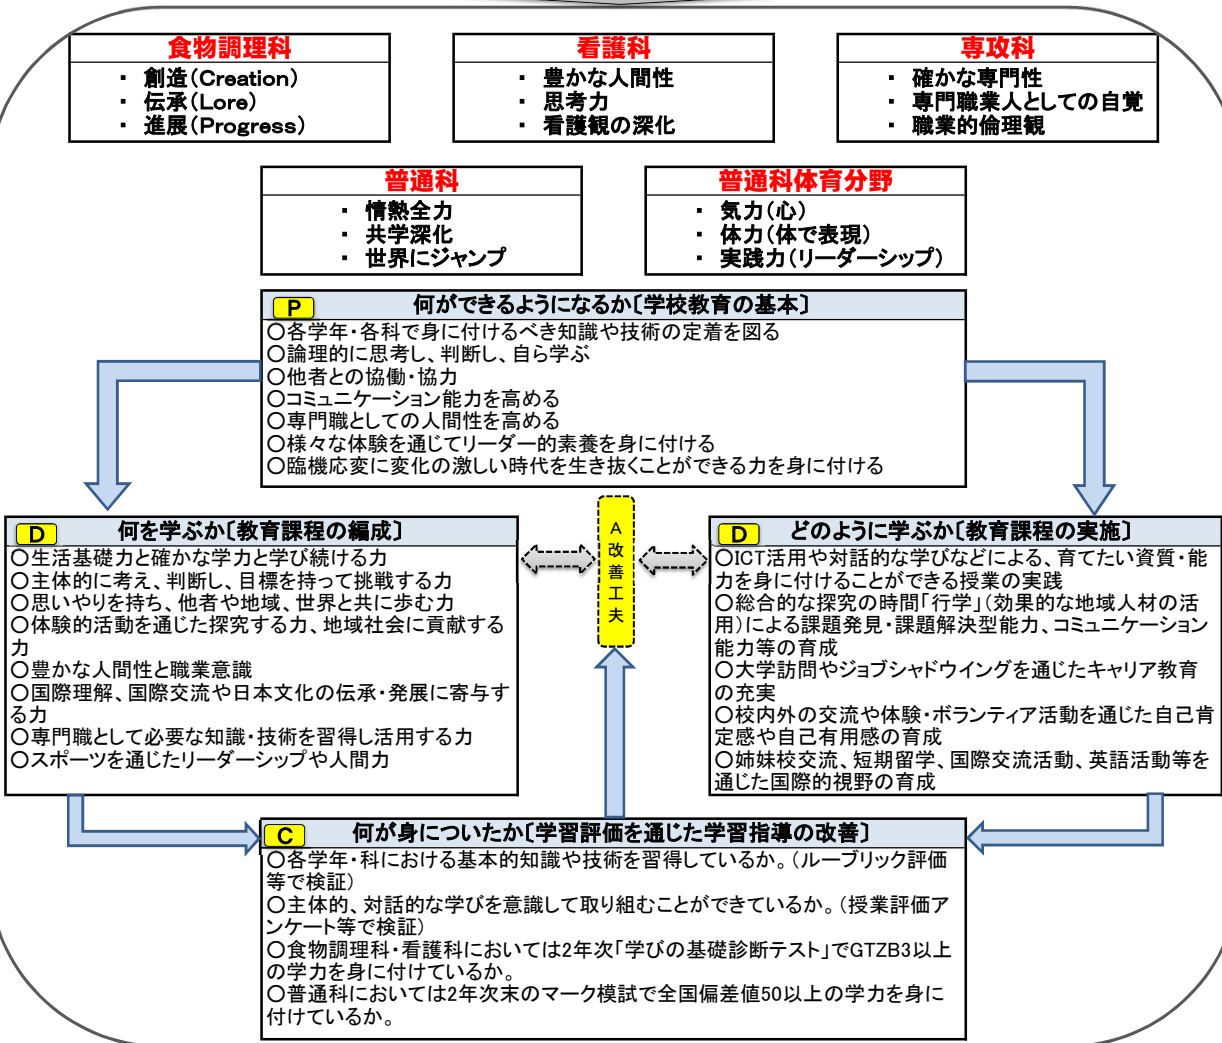 食物調理科
・ 創造(Creation)
・ 伝承(Lore)
・ 進展(Progress)
看護科
・ 豊かな人間性
・ 思考力
・ 看護観の深化
専攻科
・ 確かな専門性
・ 専門職業人としての自覚
・ 職業的倫理観
普通科
・ 情熱全力
・ 共学深化
・ 世界にジャンプ
普通科体育分野
・ 気力(心)
・ 体力(体で表現)
・ 実践力(リーダーシップ)
P 何ができるようになるか〔学校教育の基本〕
○各学年・各科で身に付けるべき知識や技術の定着を図る
○論理的に思考し、判断し、自ら学ぶ
○他者との協働・協力
○コミュニケーション能力を高める
○専門職としての人間性を高める
○様々な体験を通じてリーダー的素養を身に付ける
○臨機応変に変化の激しい時代を生き抜くことができる力を身に付ける
D 何を学ぶか〔教育課程の編成〕
○生活基礎力と確かな学力と学び続ける力
○主体的に考え、判断し、目標を持って挑戦する力
○思いやりを持ち、他者や地域、世界と共に歩む力
○体験的活動を通じた探究する力、地域社会に貢献する
力
○豊かな人間性と職業意識
○国際理解、国際交流や日本文化の伝承・発展に寄与す
る力
○専門職として必要な知識・技術を習得し活用する力
○スポーツを通じたリーダーシップや人間力
A
改
善
工
夫
D どのように学ぶか〔教育課程の実施〕
○ICT活用や対話的な学びなどによる、育てたい資質・能
力を身に付けることができる授業の実践
○総合的な探究の時間「行学」(効果的な地域人材の活
用)による課題発見・課題解決型能力、コミュニケーション
能力等の育成
○大学訪問やジョブシャドウイングを通じたキャリア教育
の充実
○校内外の交流や体験・ボランティア活動を通じた自己肯
定感や自己有用感の育成
○姉妹校交流、短期留学、国際交流活動、英語活動等を
通じた国際的視野の育成
C 何が身についたか〔学習評価を通じた学習指導の改善〕
○各学年・科における基本的知識や技術を習得しているか。(ルーブリック評価
等で検証)
○主体的、対話的な学びを意識して取り組むことができているか。(授業評価ア
ンケート等で検証)
○食物調理科・看護科においては2年次「学びの基礎診断テスト」でGTZB3以上
の学力を身に付けているか。
○普通科においては2年次末のマーク模試で全国偏差値50以上の学力を身に
付けているか。